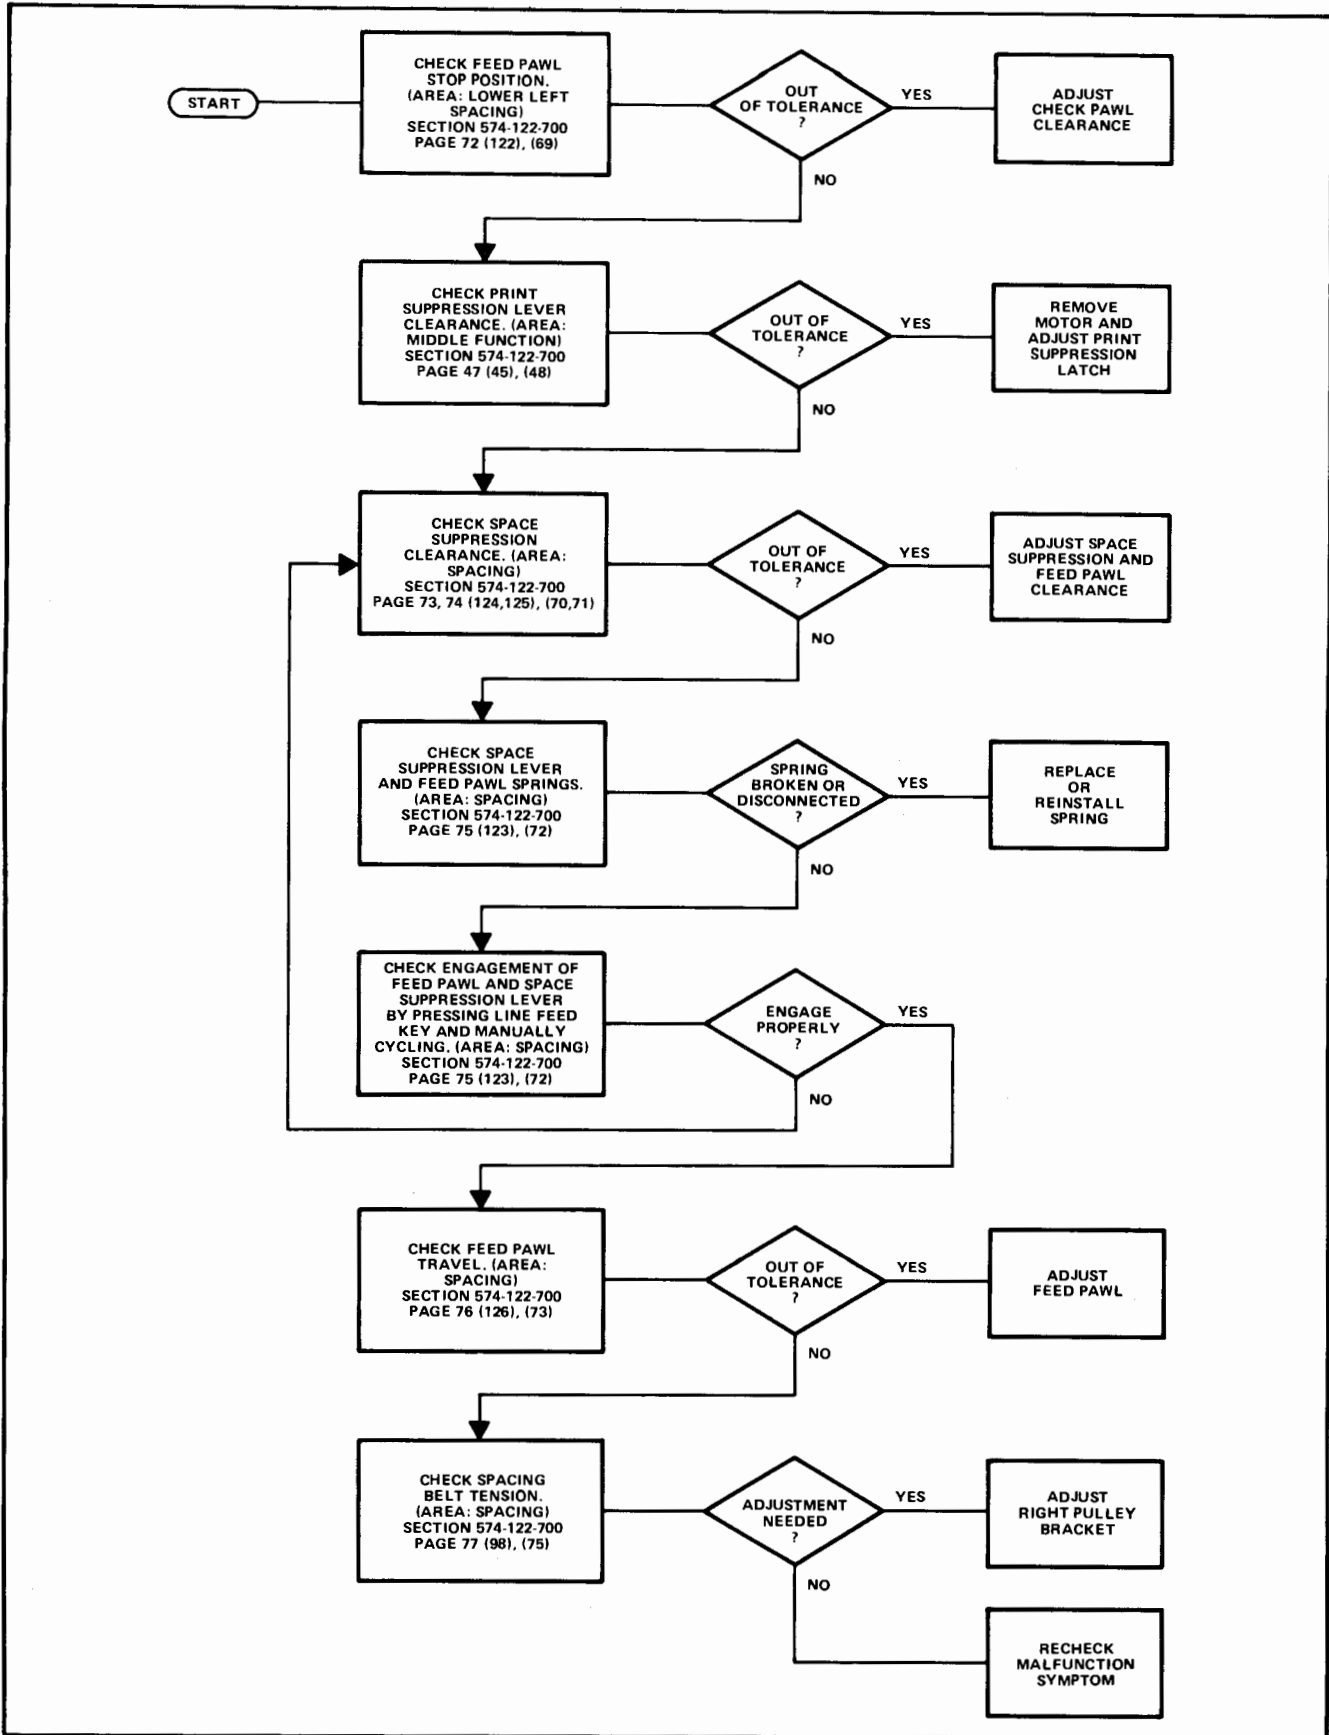 START
CHECK FEED PAWL
STOP POSITION.
(AREA: LOWER LEFT
SPACING)
SECTION 574-122-700
PAGE 72 (122), (69)
OUT
OF TOLERANCE
?
YES
ADJUST
CHECK PAWL
CLEARANCE
NO
CHECK PRINT
SUPPRESSION LEVER
CLEARANCE. (AREA:
MIDDLE FUNCTION)
SECTION 574-122-700
PAGE 47 (45), (48)
OUT OF
TOLERANCE
?
YES
REMOVE
MOTOR AND
ADJUST PRINT
SUPPRESSION
LATCH
NO
CHECK SPACE
SUPPRESSION
CLEARANCE. (AREA:
SPACING)
SECTION 574-122-700
PAGE 73, 74 (124,125), (70,71)
OUT OF
TOLERANCE
?
YES
ADJUST SPACE
SUPPRESSION AND
FEED PAWL
CLEARANCE
NO
CHECK SPACE
SUPPRESSION LEVER
AND FEED PAWL SPRINGS.
(AREA: SPACING)
SECTION 574-122-700
PAGE 75 (123), (72)
SPRING
BROKEN OR
DISCONNECTED
?
YES
REPLACE
OR
REINSTALL
SPRING
NO
CHECK ENGAGEMENT OF
FEED PAWL AND SPACE
SUPPRESSION LEVER
BY PRESSING LINE FEED
KEY AND MANUALLY
CYCLING. (AREA: SPACING)
SECTION 574-122-700
PAGE 75 (123), (72)
ENGAGE
PROPERLY
?
YES
NO
CHECK FEED PAWL
TRAVEL. (AREA:
SPACING)
SECTION 574-122-700
PAGE 76 (126), (73)
OUT OF
TOLERANCE
?
YES
ADJUST
FEED PAWL
NO
CHECK SPACING
BELT TENSION.
(AREA: SPACING)
SECTION 574-122-700
PAGE 77 (98), (75)
ADJUSTMENT
NEEDED
?
YES
ADJUST
RIGHT PULLEY
BRACKET
NO
RECHECK
MALFUNCTION
SYMPTOM